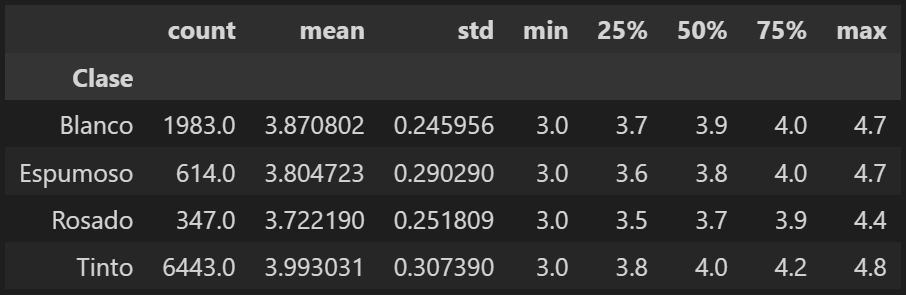 count mean std min 25% 50% 75% max
Clase
Blanco 1983.0 3.870802 0.245956 3.0 3.7 3.9 4.0 4.7
Espumoso 614.0 3.804723 0.290290 3.0 3.6 3.8 4.0 4.7
Rosado 347.0 3.722190 0.251809 3.0 3.5 3.7 3.9 4.4
Tinto 6443.0 3.993031 0.307390 3.0 3.8 4.0 4.2 4.8